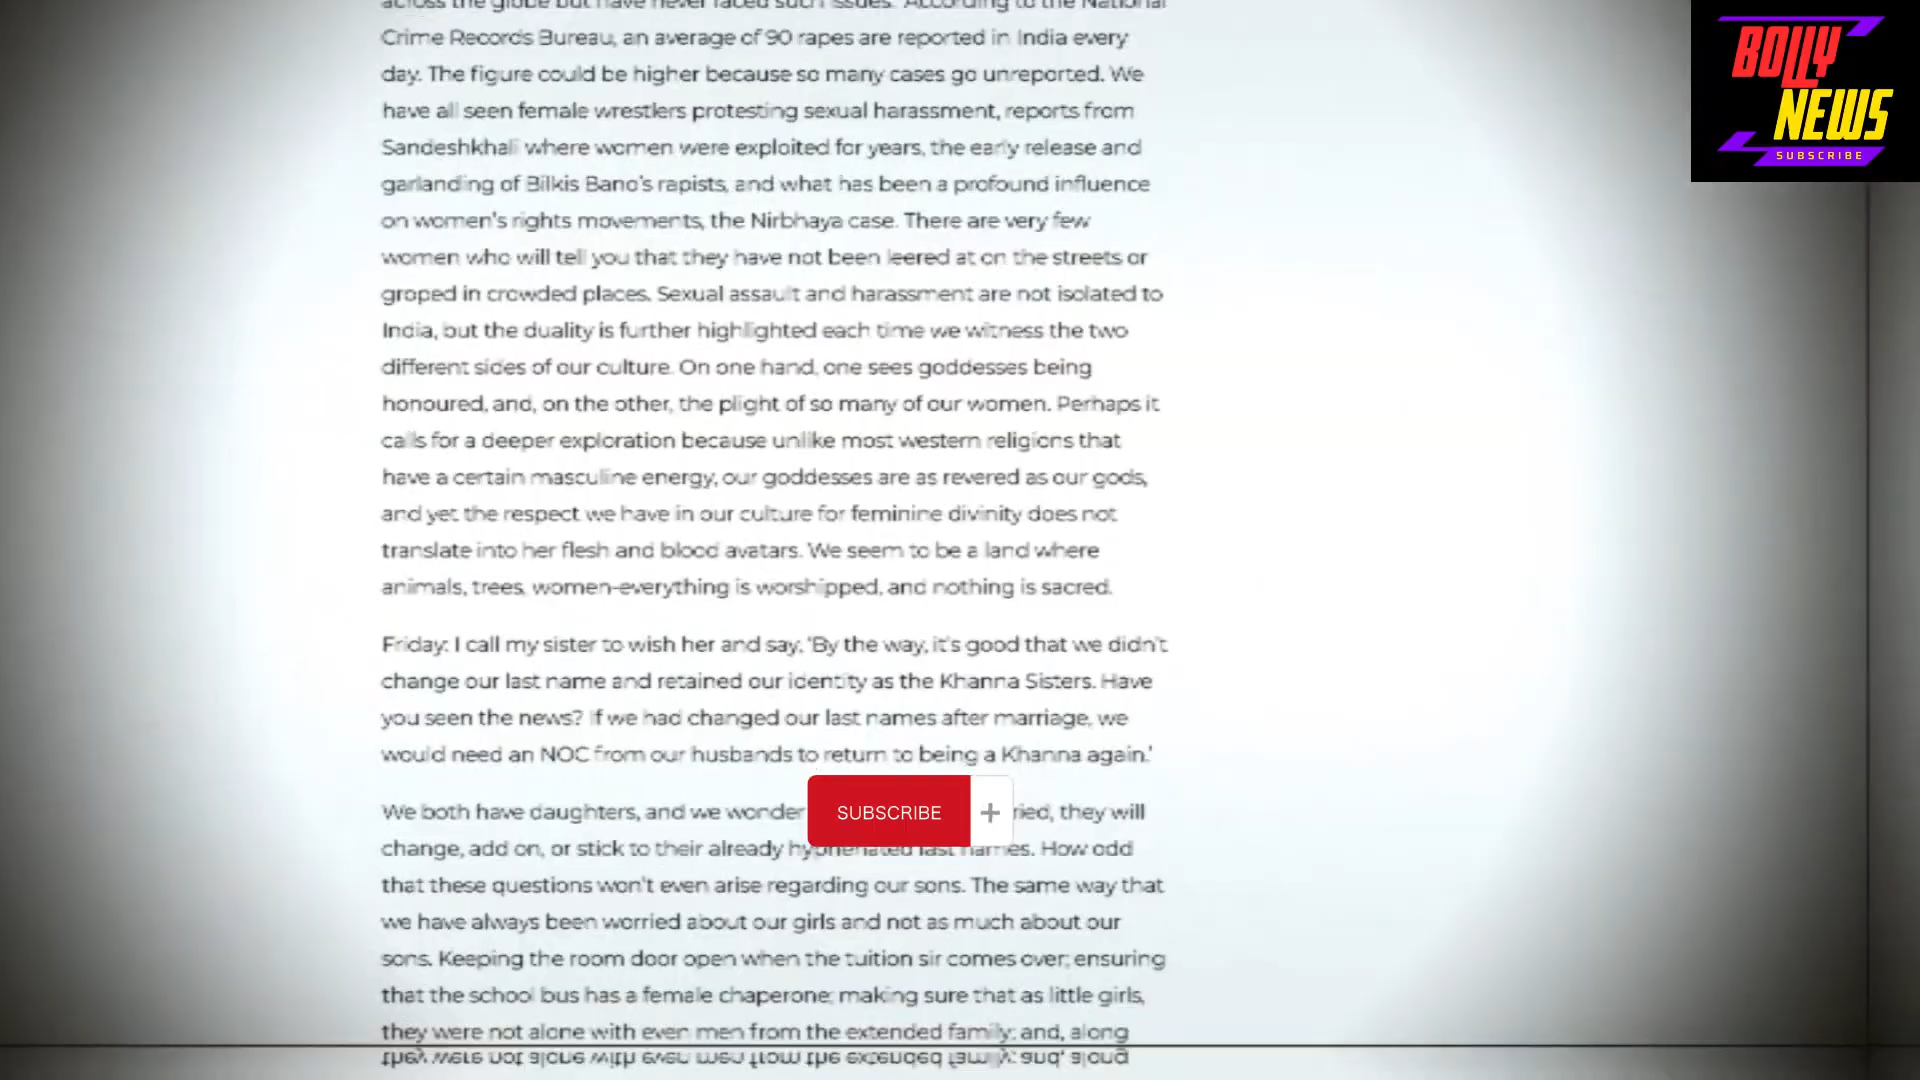 across the globe but have never faced such issues. According to the National
Crime Records Bureau, an average of 90 rapes are reported in India every
day. The figure could be higher because so many cases go unreported. We
have all seen female wrestlers protesting sexual harassment, reports from
Sandeshkhali where women were exploited for years, the early release and
garlanding of Bilkis Bano's rapists, and what has been a profound influence
on women's rights movements, the Nirbhaya case. There are very few
women who will tell you that they have not been leered at on the streets or
groped in crowded places. Sexual assault and harassment are not isolated to
India, but the duality is further highlighted each time we witness the two
different sides of our culture. On one hand, one sees goddesses being
honoured, and, on the other, the plight of so many of our women. Perhaps it
calls for a deeper exploration because unlike most western religions that
have a certain masculine energy, our goddesses are as revered as our gods,
and yet the respect we have in our culture for feminine divinity does not
translate into her flesh and blood avatars. We seem to be a land where
animals, trees, women-everything is worshipped, and nothing is sacred.
Friday: I call my sister to wish her and say, 'By the way, it's good that we didn't
change our last name and retained our identity as the Khanna Sisters. Have
you seen the news? If we had changed our last names after marriage, we
would need an NOC from our husbands to return to being a Khanna again.'
We both have daughters, and we wonder ried, they will
change, add on, or stick to their already hyphenated last names. How odd
that these questions won't even arise regarding our sons. The same way that
we have always been worried about our girls and not as much about our
sons. Keeping the room door open when the tuition sir comes over; ensuring
that the school bus has a female chaperone; making sure that as little girls,
they were not alone with even men from the extended family; and, along
SUBSCRIBE +
BOLLY
NEWS
SUBSCRIBE